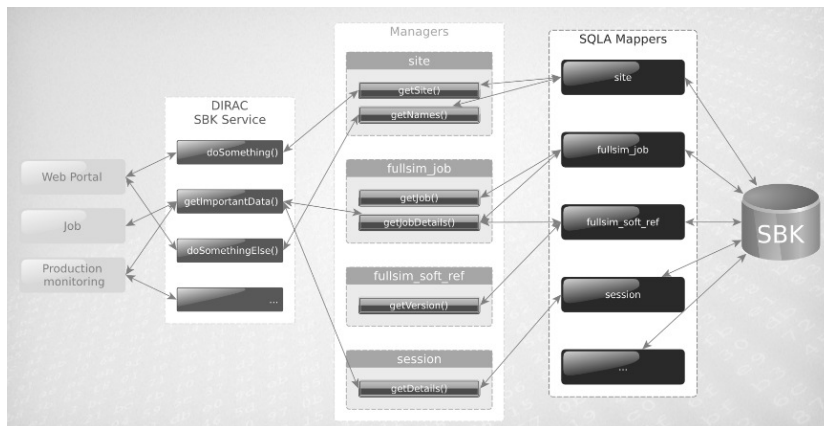 Web Portal
Job
Production
monitoring
DIRAC
SBK Service
doSomething()
getImportantData()
doSomethingElse()
...
Managers
site
getSite()
getNames()
fullsim_job
getJob()
getJobDetails()
fullsim_soft_ref
getVersion()
session
getDetails()
SQLA Mappers
site
fullsim_job
fullsim_soft_ref
session
...
SBK